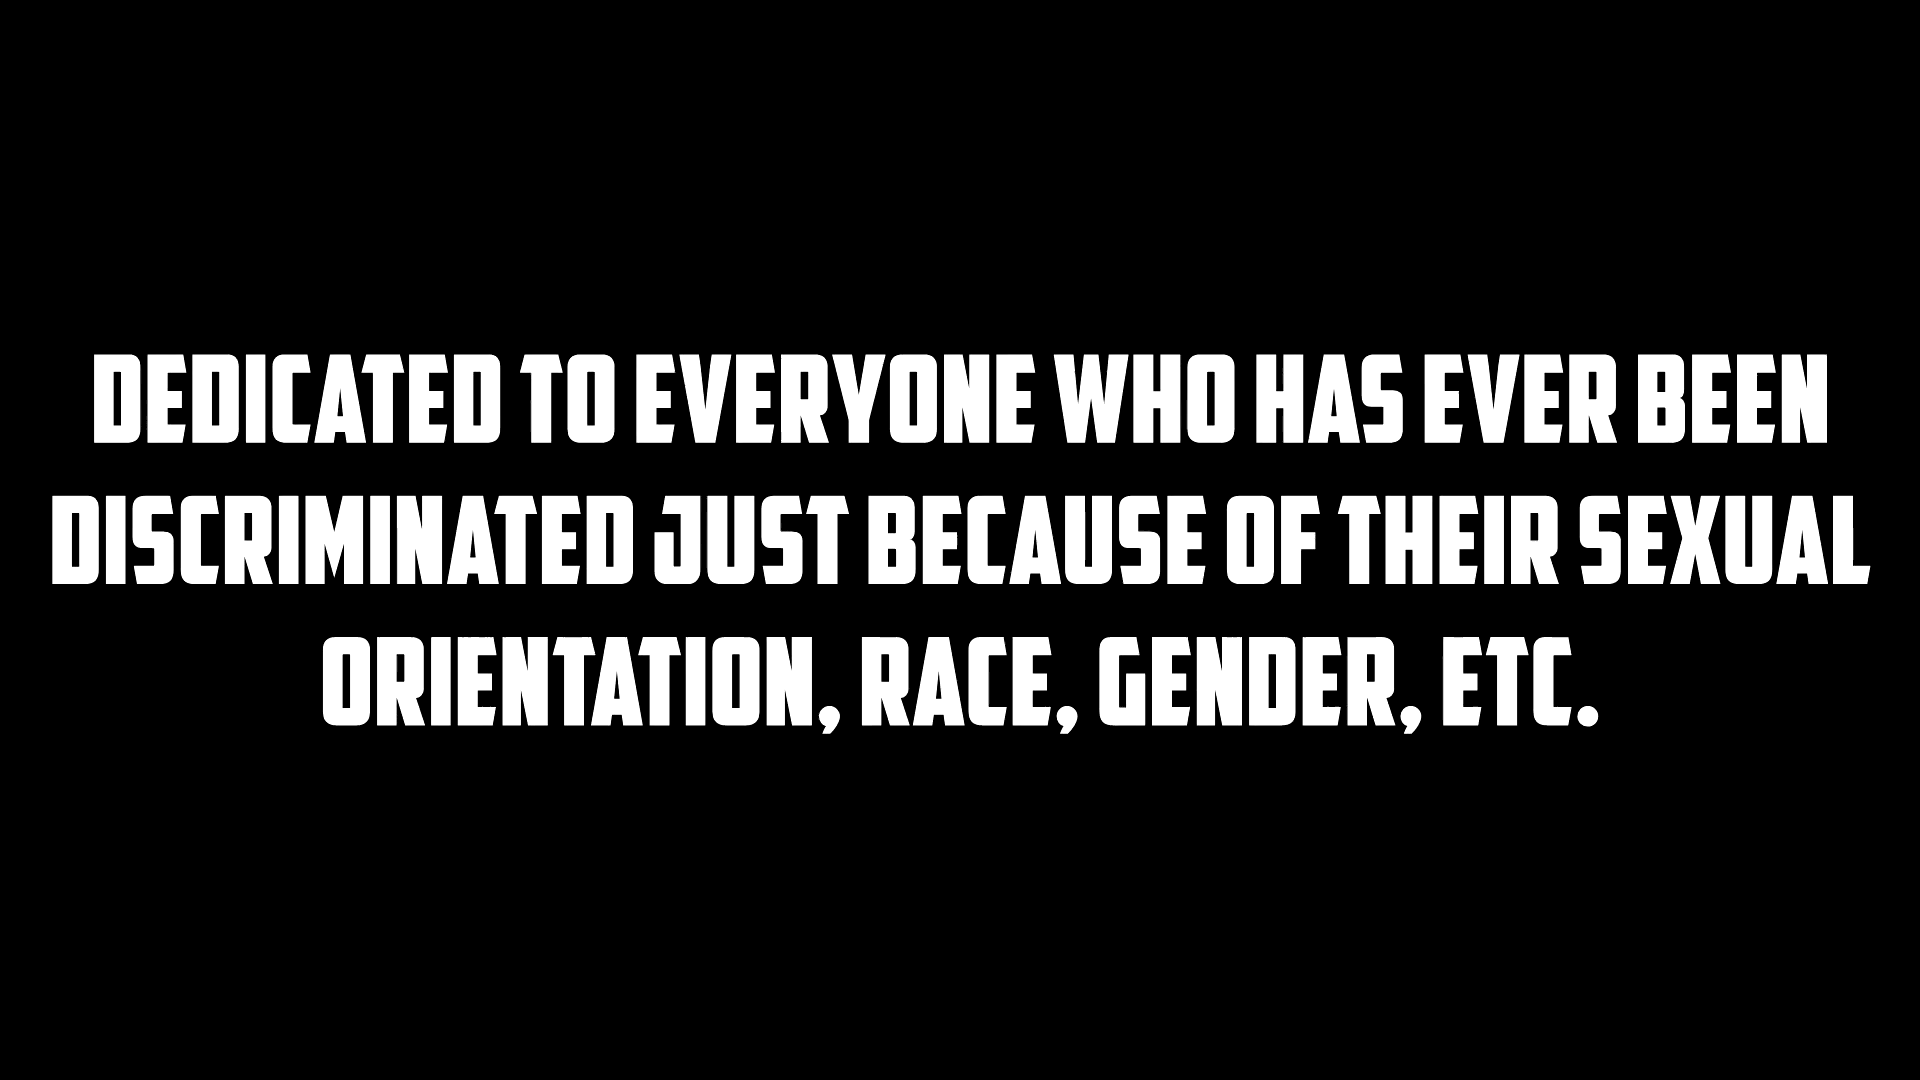 DEDICATED TO EVERYONE WHO HAS EVER BEEN
DISCRIMINATED JUST BECAUSE OF THEIR SEXUAL
ORIENTATION, RACE, GENDER, ETC.